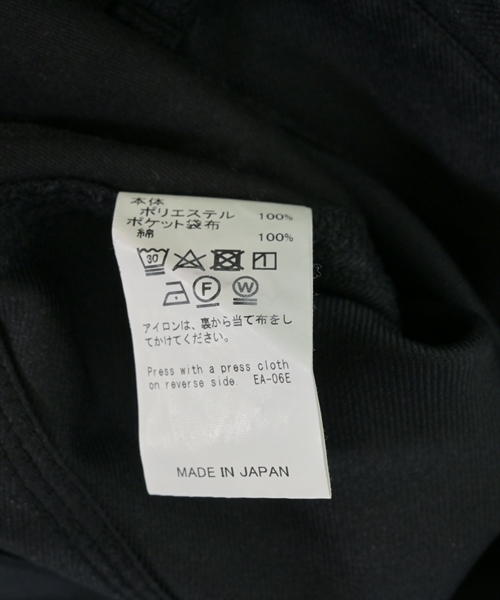 本体
ポリエステル 100%
ポケット袋布
綿 100%
30
F W
アイロンは、裏から当て布をし
てかけてください。
Press with a press cloth
on reverse side. EA-06E
MADE IN JAPAN